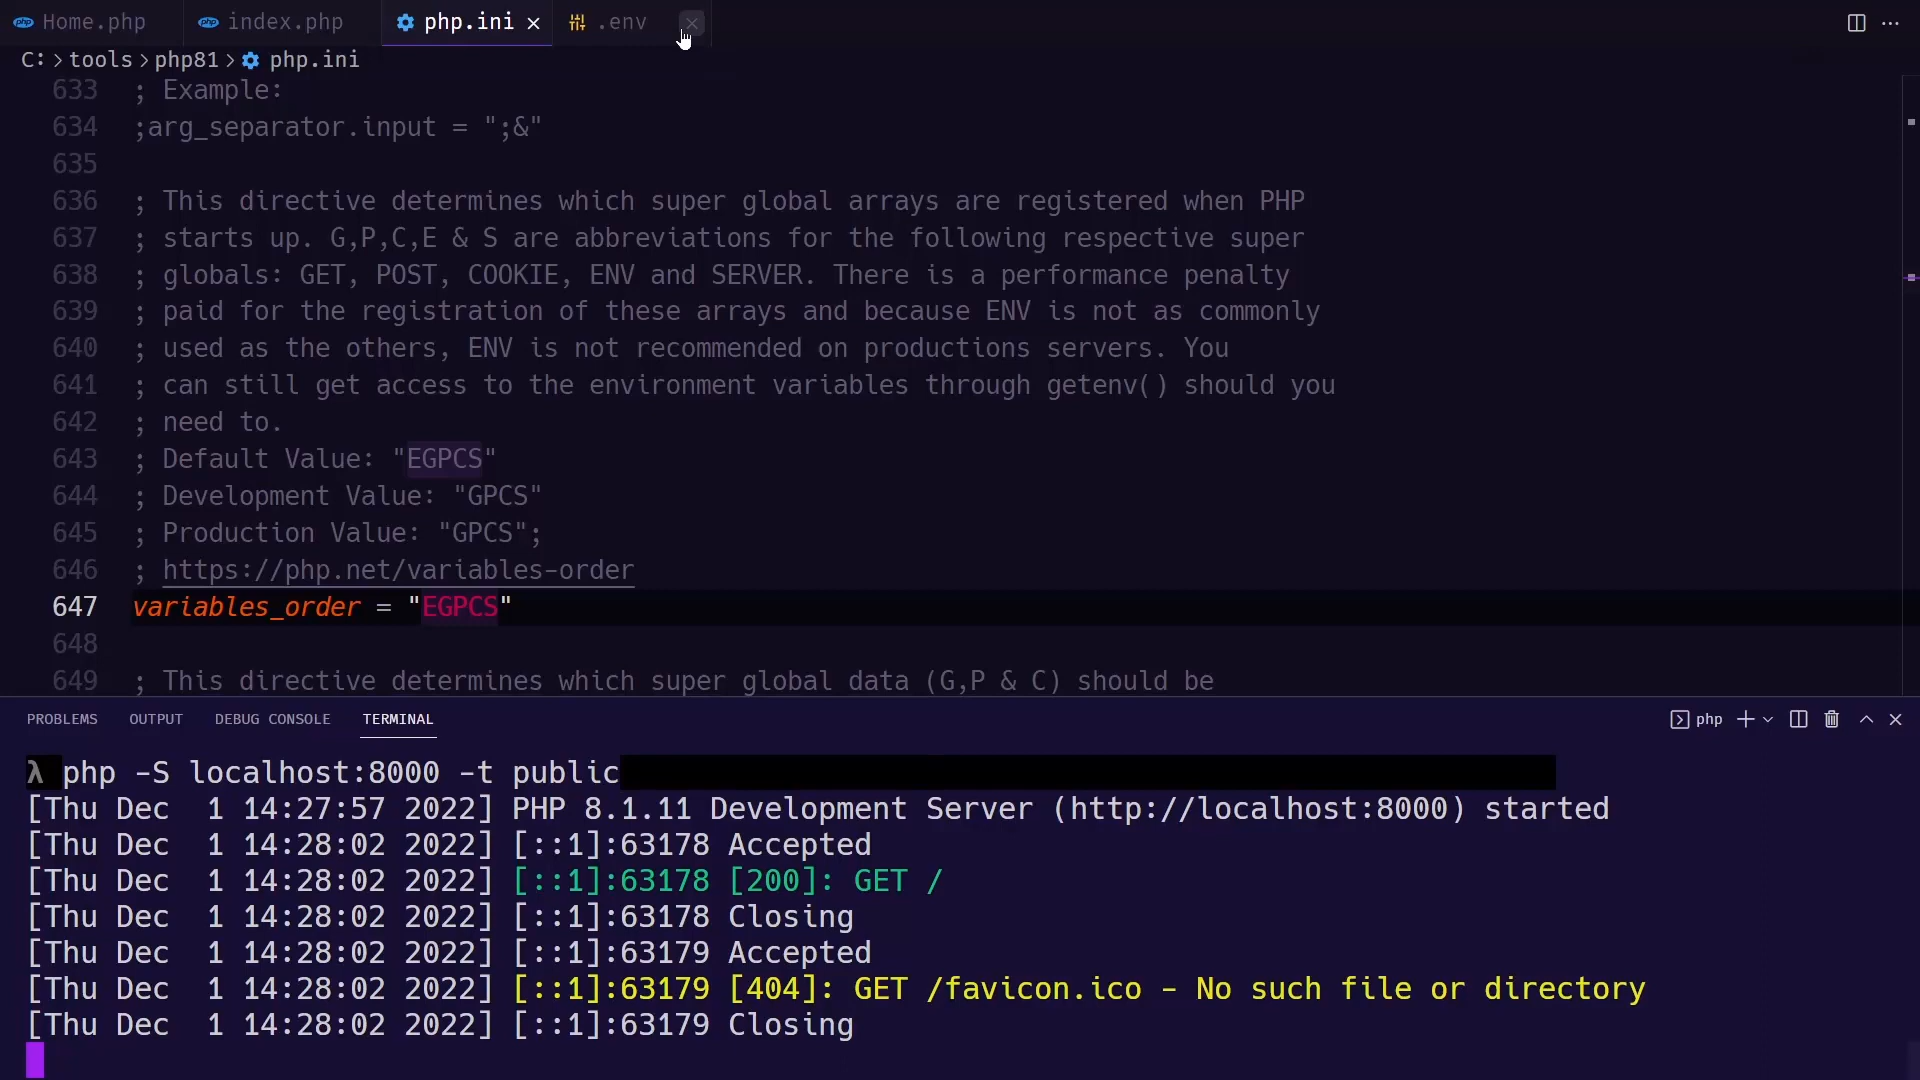 Home.php index.php php.ini .env
C: > tools > php81 > php.ini
633 ; Example:
634 ;arg_separator.input = ";&"
635
636 ; This directive determines which super global arrays are registered when PHP
637 ; starts up. G,P,C,E & S are abbreviations for the following respective super
638 ; globals: GET, POST, COOKIE, ENV and SERVER. There is a performance penalty
639 ; paid for the registration of these arrays and because ENV is not as commonly
640 ; used as the others, ENV is not recommended on productions servers. You
641 ; can still get access to the environment variables through getenv() should you
642 ; need to.
643 ; Default Value: "EGPCS"
644 ; Development Value: "GPCS"
645 ; Production Value: "GPCS";
646 ; https://php.net/variables-order
647 variables_order = "EGPCS"
648
649 ; This directive determines which super global data (G,P & C) should be
PROBLEMS OUTPUT DEBUG CONSOLE TERMINAL php
λ php -S localhost:8000 -t public
[Thu Dec  1 14:27:57 2022] PHP 8.1.11 Development Server (http://localhost:8000) started
[Thu Dec  1 14:28:02 2022] [::1]:63178 Accepted
[Thu Dec  1 14:28:02 2022] [::1]:63178 [200]: GET /
[Thu Dec  1 14:28:02 2022] [::1]:63178 Closing
[Thu Dec  1 14:28:02 2022] [::1]:63179 Accepted
[Thu Dec  1 14:28:02 2022] [::1]:63179 [404]: GET /favicon.ico - No such file or directory
[Thu Dec  1 14:28:02 2022] [::1]:63179 Closing